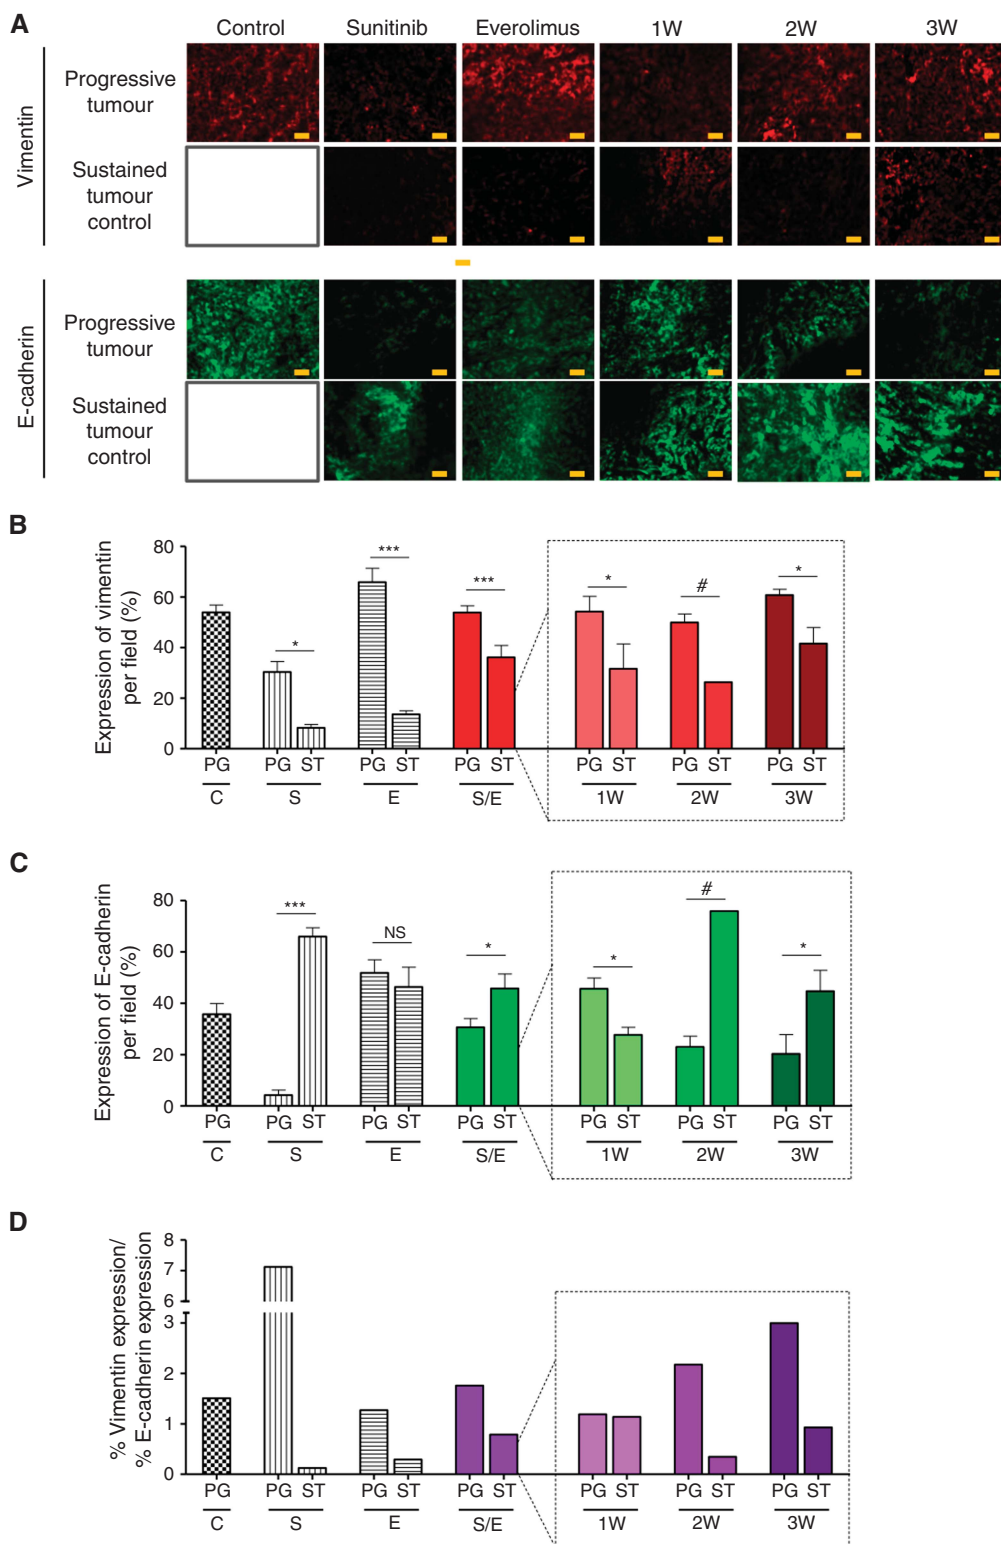 A
Control Sunitinib Everolimus 1W 2W 3W
Vimentin
Progressive
tumour
Sustained
tumour
control
E-cadherin
Progressive
tumour
Sustained
tumour
control
B
Expression of vimentin
per field (%)
80
60
40
20
0
* *** *** * # *
PG PG ST PG ST PG ST PG ST PG ST PG ST
C S E S/E 1W 2W 3W
C
Expression of E-cadherin
per field (%)
80
60
40
20
0
*** NS * * # *
PG PG ST PG ST PG ST PG ST PG ST PG ST
C S E S/E 1W 2W 3W
D
% Vimentin expression/
% E-cadherin expression
8
7
6
3
2
1
0
PG PG ST PG ST PG ST PG ST PG ST PG ST
C S E S/E 1W 2W 3W